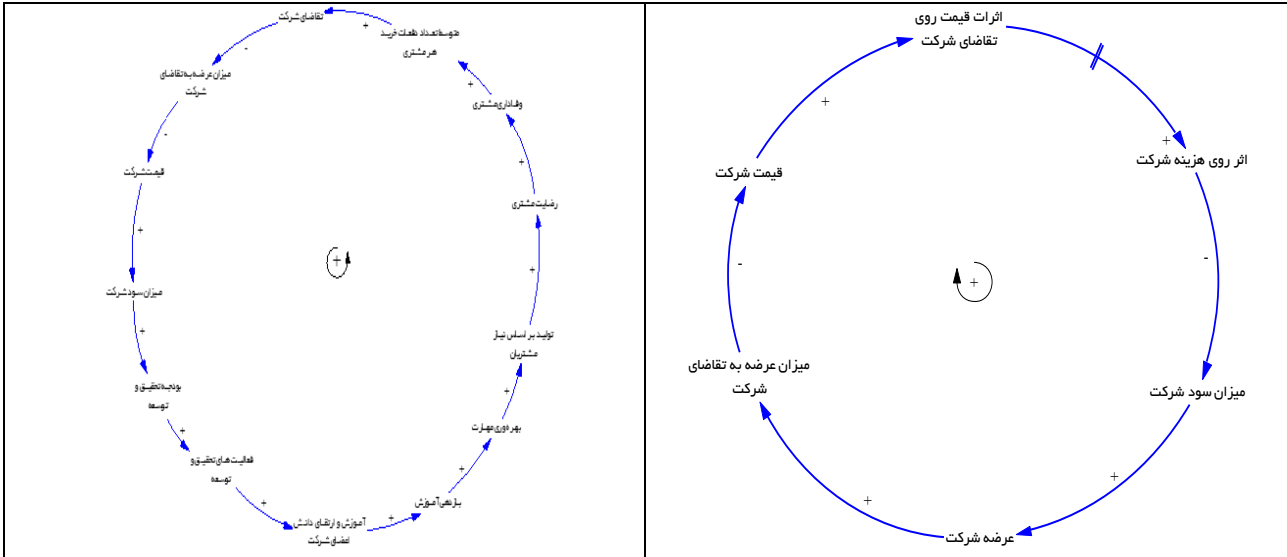 تقاضای شرکت
+
متوسط تعداد دفعات خرید
هر مشتری
+
وفاداری مشتری
+
رضایت مشتری
+
تولید بر اساس نیاز
مشتریان
+
بهره وری مهارت
+
بازدهی آموزش
+
آموزش و ارتقای دانش
اعضای شرکت
+
فعالیت های تحقیق و
توسعه
+
بودجه تحقیق و
توسعه
+
میزان سود شرکت
+
قیمت شرکت
-
میزان عرضه به تقاضای
شرکت
-
+
اثرات قیمت روی
تقاضای شرکت
+
اثر روی هزینه شرکت
-
میزان سود شرکت
+
عرضه شرکت
+
میزان عرضه به تقاضای
شرکت
-
قیمت شرکت
+
+